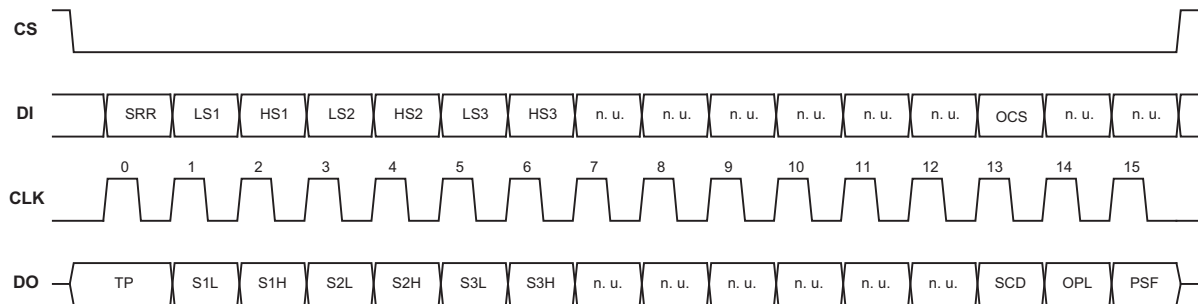 CS
DI SRR LS1 HS1 LS2 HS2 LS3 HS3 n. u. n. u. n. u. n. u. n. u. n. u. OCS n. u. n. u.
0 1 2 3 4 5 6 7 8 9 10 11 12 13 14 15
CLK
DO TP S1L S1H S2L S2H S3L S3H n. u. n. u. n. u. n. u. n. u. n. u. SCD OPL PSF